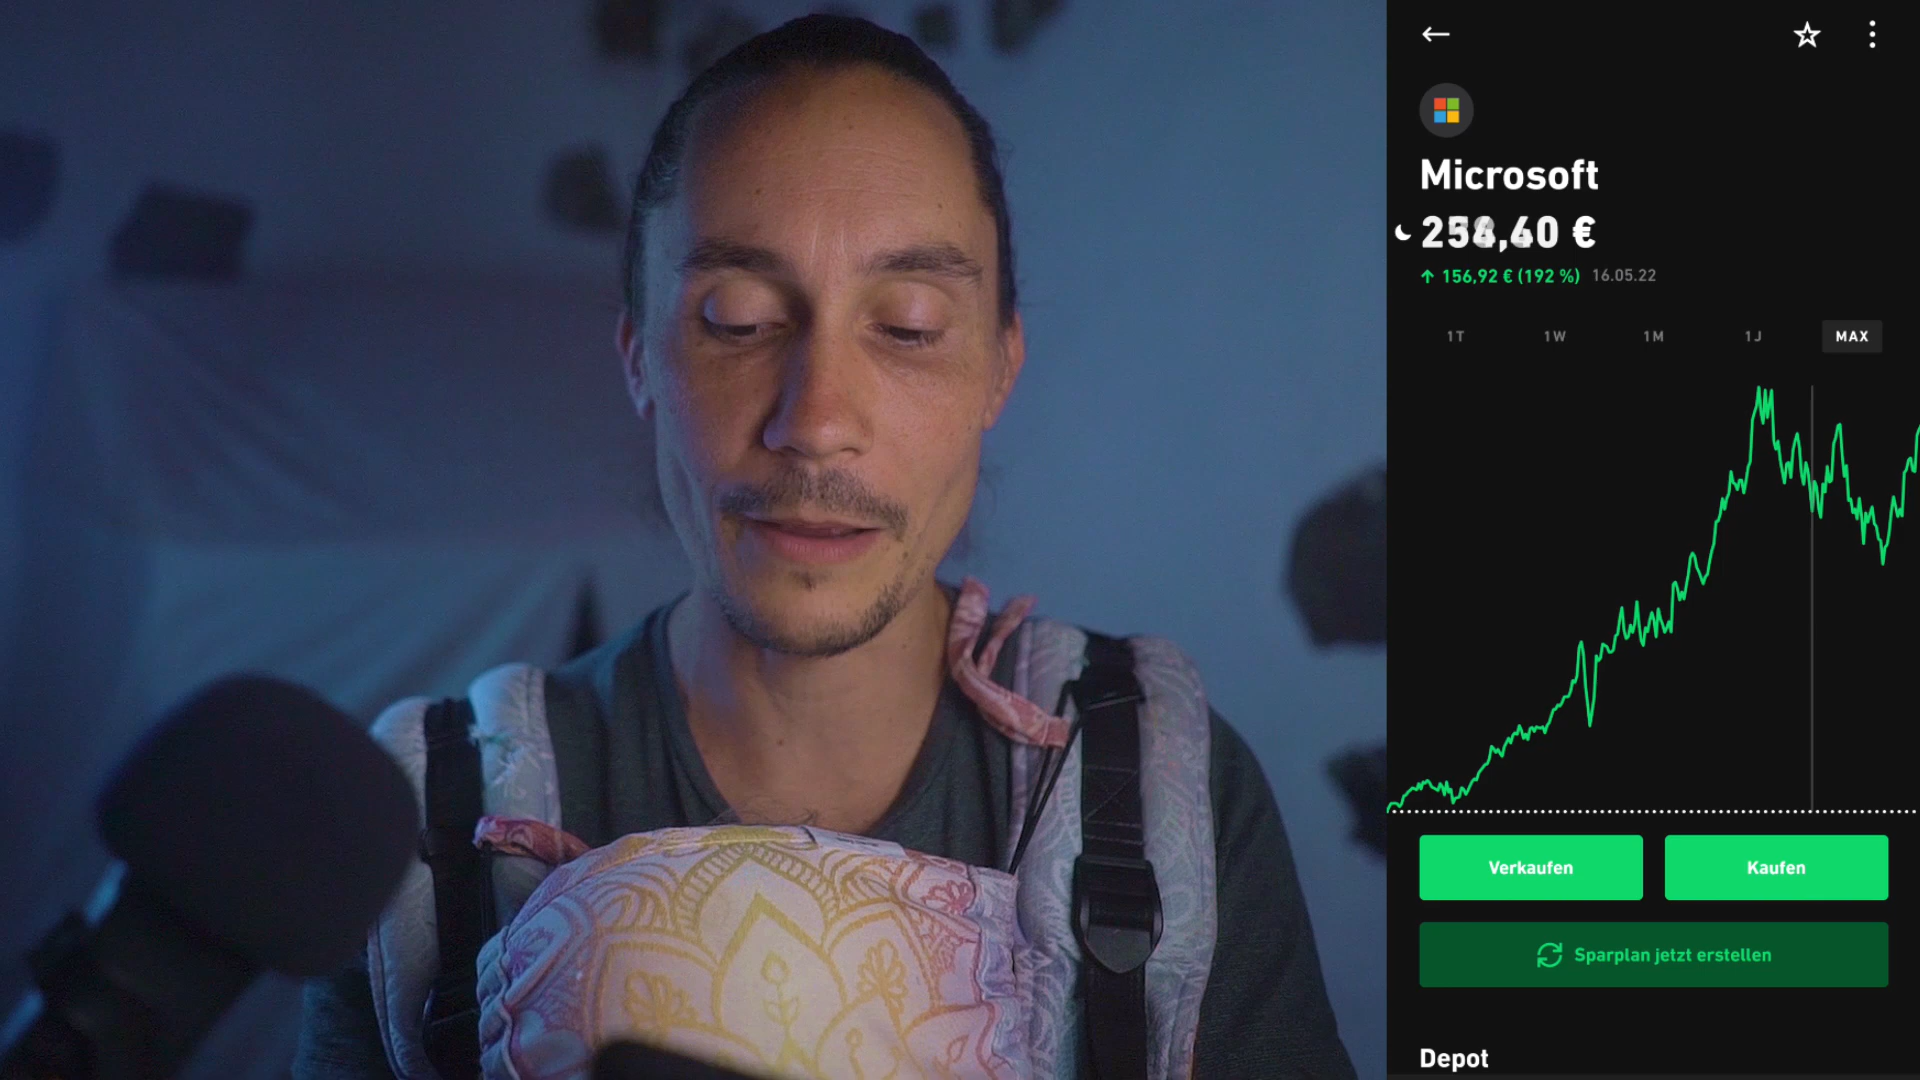 Microsoft
↑ 156,92 € (192 %) 16.05.22
1T 1W 1M 1J MAX
Verkaufen Kaufen
Sparplan jetzt erstellen
Depot